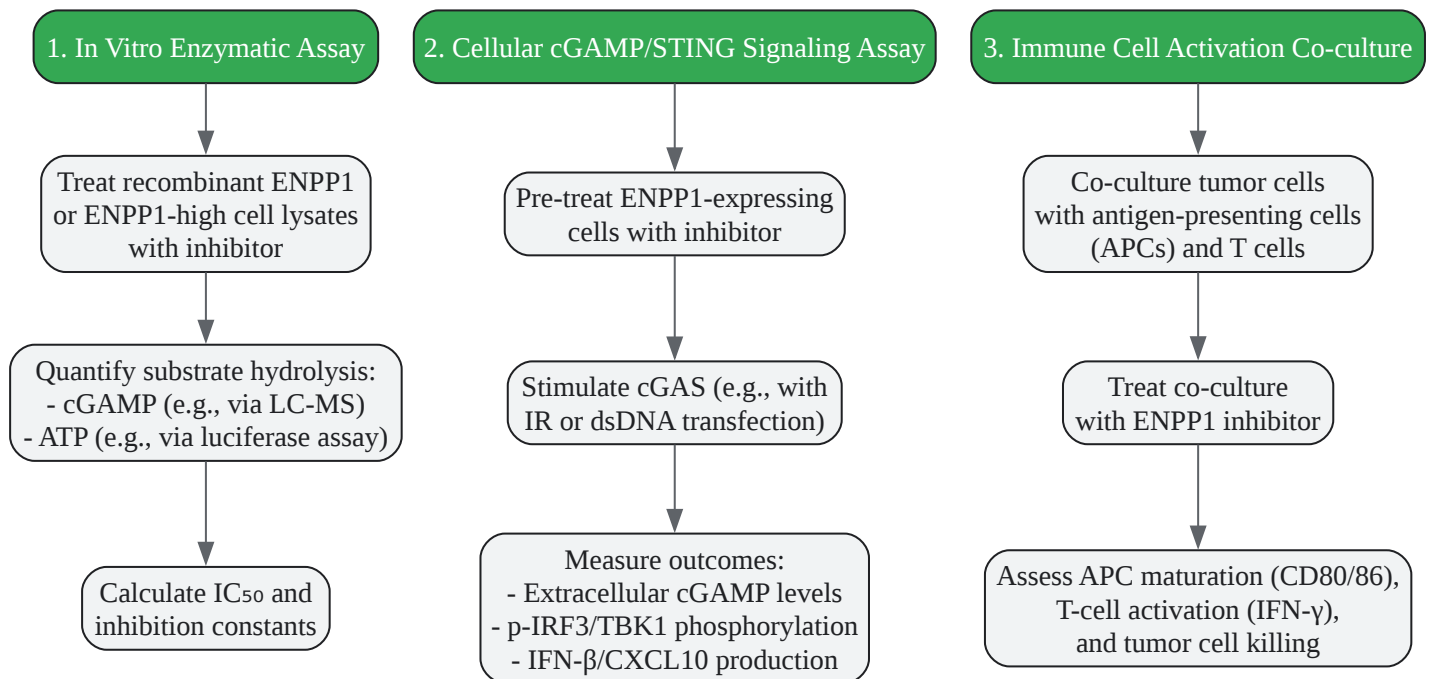 1. In Vitro Enzymatic Assay
Treat recombinant ENPP1
or ENPP1-high cell lysates
with inhibitor
Quantify substrate hydrolysis:
- cGAMP (e.g., via LC-MS)
- ATP (e.g., via luciferase assay)
Calculate IC₅₀ and
inhibition constants
2. Cellular cGAMP/STING Signaling Assay
Pre-treat ENPP1-expressing
cells with inhibitor
Stimulate cGAS (e.g., with
IR or dsDNA transfection)
Measure outcomes:
- Extracellular cGAMP levels
- p-IRF3/TBK1 phosphorylation
- IFN-β/CXCL10 production
3. Immune Cell Activation Co-culture
Co-culture tumor cells
with antigen-presenting cells
(APCs) and T cells
Treat co-culture
with ENPP1 inhibitor
Assess APC maturation (CD80/86),
T-cell activation (IFN-γ),
and tumor cell killing